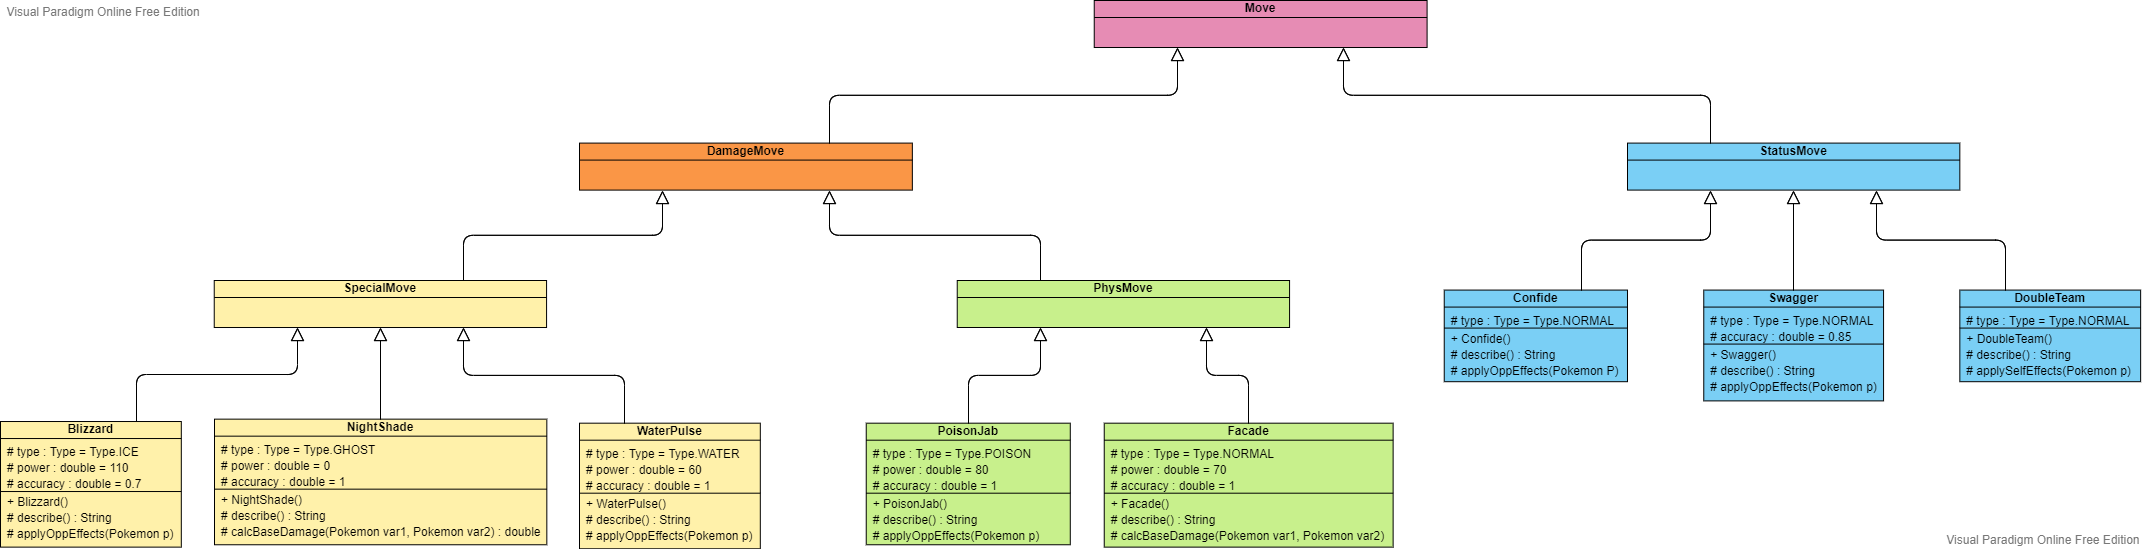 Visual Paradigm Online Free Edition
Move
DamageMove
StatusMove
SpecialMove
PhysMove
Confide
# type : Type = Type.NORMAL
+ Confide()
# describe() : String
# applyOppEffects(Pokemon P)
Swagger
# type : Type = Type.NORMAL
# accuracy : double = 0.85
+ Swagger()
# describe() : String
# applyOppEffects(Pokemon p)
DoubleTeam
# type : Type = Type.NORMAL
+ DoubleTeam()
# describe() : String
# applySelfEffects(Pokemon p)
Blizzard
# type : Type = Type.ICE
# power : double = 110
# accuracy : double = 0.7
+ Blizzard()
# describe() : String
# applyOppEffects(Pokemon p)
NightShade
# type : Type = Type.GHOST
# power : double = 0
# accuracy : double = 1
+ NightShade()
# describe() : String
# calcBaseDamage(Pokemon var1, Pokemon var2) : double
WaterPulse
# type : Type = Type.WATER
# power : double = 60
# accuracy : double = 1
+ WaterPulse()
# describe() : String
# applyOppEffects(Pokemon p)
PoisonJab
# type : Type = Type.POISON
# power : double = 80
# accuracy : double = 1
+ PoisonJab()
# describe() : String
# applyOppEffects(Pokemon p)
Facade
# type : Type = Type.NORMAL
# power : double = 70
# accuracy : double = 1
+ Facade()
# describe() : String
# calcBaseDamage(Pokemon var1, Pokemon var2)
Visual Paradigm Online Free Edition